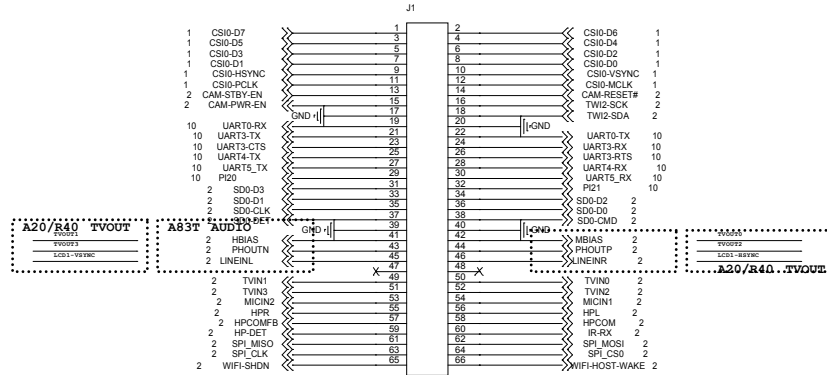 J1
1 CSI0-D7 1 2 CSI0-D6 1
1 CSI0-D5 3 4 CSI0-D4 1
1 CSI0-D3 5 6 CSI0-D2 1
1 CSI0-D1 7 8 CSI0-D0 1
1 CSI0-HSYNC 9 10 CSI0-VSYNC 1
1 CSI0-PCLK 11 12 CSI0-MCLK 1
2 CAM-STBY-EN 13 14 CAM-RESET# 2
2 CAM-PWR-EN 15 16 TWI2-SCK 2
GND 17 18 TWI2-SDA 2
10 UART0-RX 19 20 GND
10 UART3-TX 21 22 UART0-TX 10
10 UART3-CTS 23 24 UART3-RX 10
10 UART4-TX 25 26 UART3-RTS 10
10 UART5_TX 27 28 UART4-RX 10
10 PI20 29 30 UART5_RX 10
2 SD0-D3 31 32 PI21 10
2 SD0-D1 33 34 SD0-D2 2
2 SD0-CLK 35 36 SD0-D0 2
2 SD0-DET 37 38 SD0-CMD 2
A20/R40 TVOUT A83T AUDIO GND 39 40 GND
TVOUT1 2 HBIAS 41 42 MBIAS 2 TVOUT0
TVOUT3 2 PHOUTN 43 44 PHOUTP 2 TVOUT2
LCD1-VSYNC 2 LINEINL 45 46 LINEINR 2 LCD1-HSYNC
47 48 A20/R40 TVOUT
2 TVIN1 49 50 TVIN0 2
2 TVIN3 51 52 TVIN2 2
2 MICIN2 53 54 MICIN1 2
2 HPR 55 56 HPL 2
2 HPCOMFB 57 58 HPCOM 2
2 HP-DET 59 60 IR-RX 2
2 SPI_MISO 61 62 SPI_MOSI 2
2 SPI_CLK 63 64 SPI_CS0 2
2 WIFI-SHDN 65 66 WIFI-HOST-WAKE 2